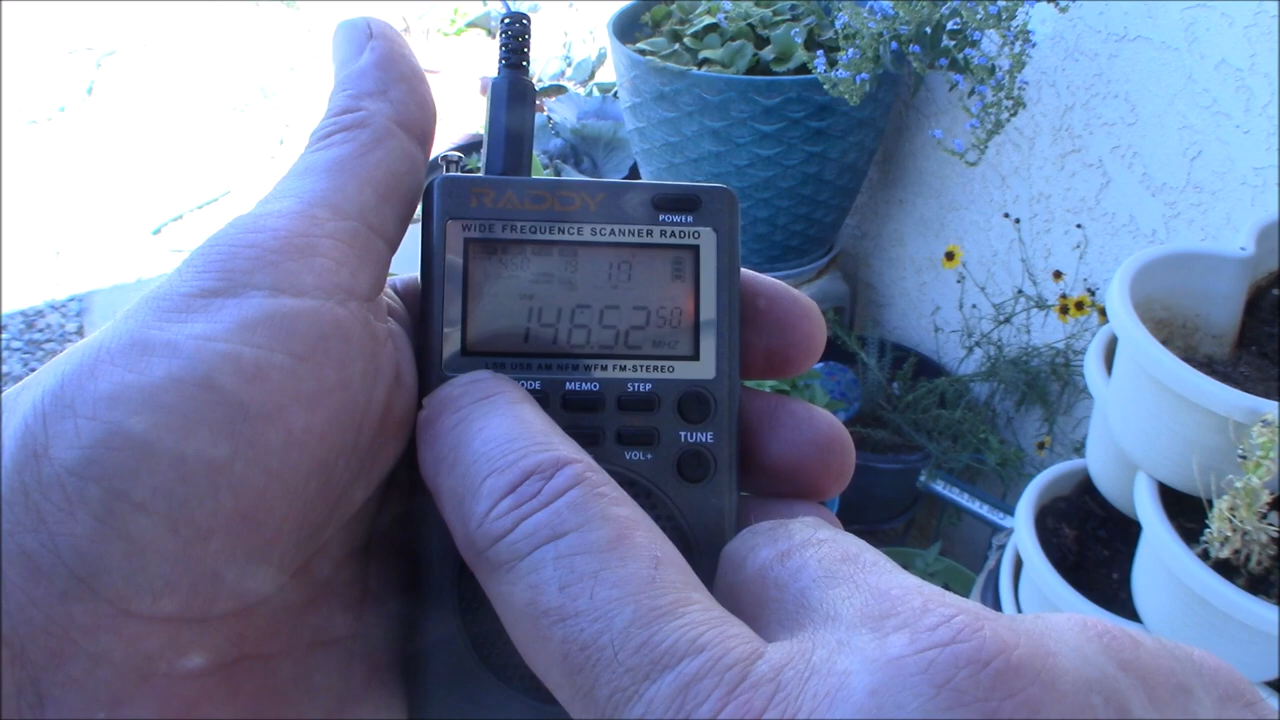 RADDY
POWER
WIDE FREQUENCE SCANNER RADIO
19
146.52 50
MHZ
LSB USB AM NFM WFM FM-STEREO
MEMO STEP
TUNE
VOL+